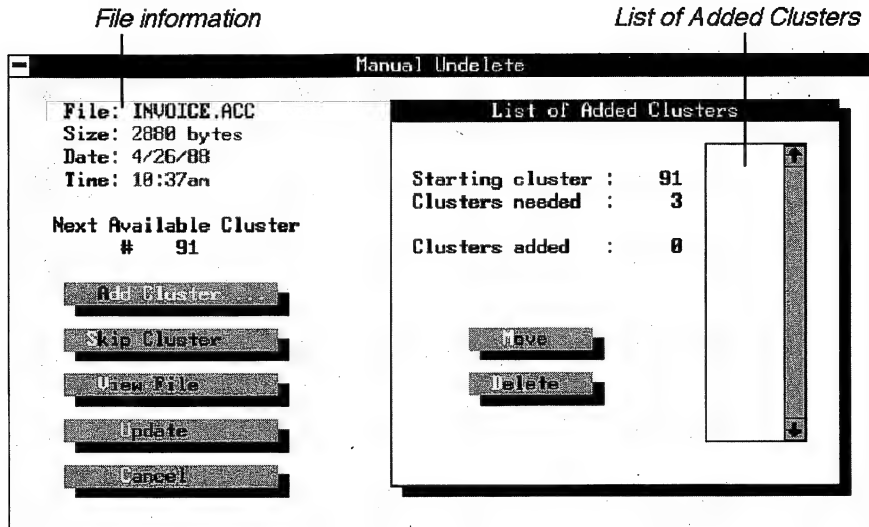 File information
List of Added Clusters
Manual Undelete
File: INVOICE.ACC
Size: 2880 bytes
Date: 4/26/88
Time: 10:37am
Next Available Cluster
# 91
Add Cluster ...
Skip Cluster
View File
Update
Cancel
List of Added Clusters
Starting cluster : 91
Clusters needed : 3
Clusters added : 0
Move
Delete